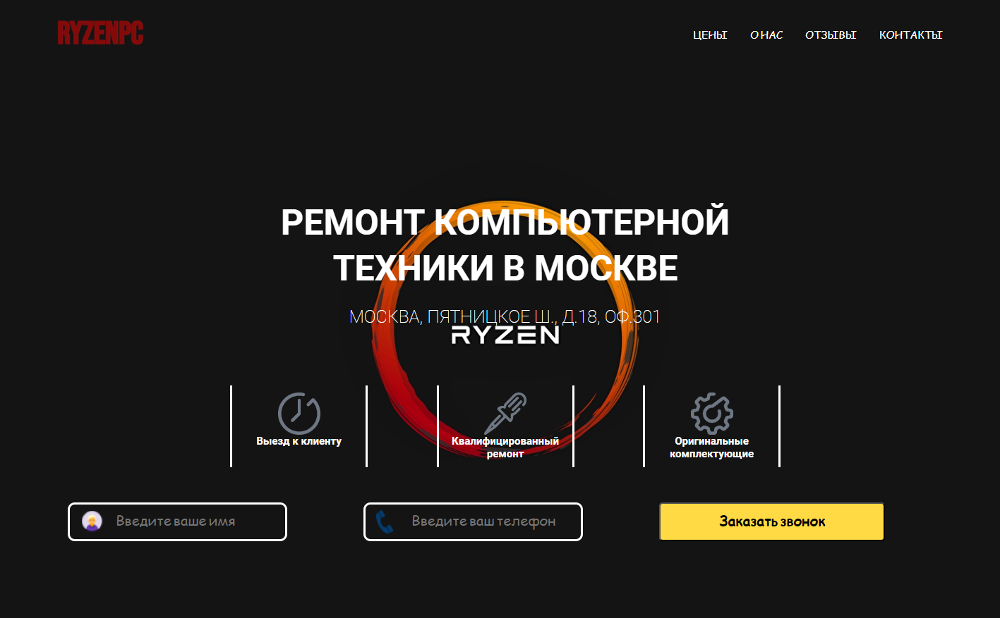 RYZENPC
ЦЕНЫ О НАС ОТЗЫВЫ КОНТАКТЫ
РЕМОНТ КОМПЬЮТЕРНОЙ
ТЕХНИКИ В МОСКВЕ
МОСКВА, ПЯТНИЦКОЕ Ш., Д.18, ОФ.301
RYZEN
Выезд к клиенту
Квалифицированный
ремонт
Оригинальные
комплектующие
Введите ваше имя
Введите ваш телефон
Заказать звонок